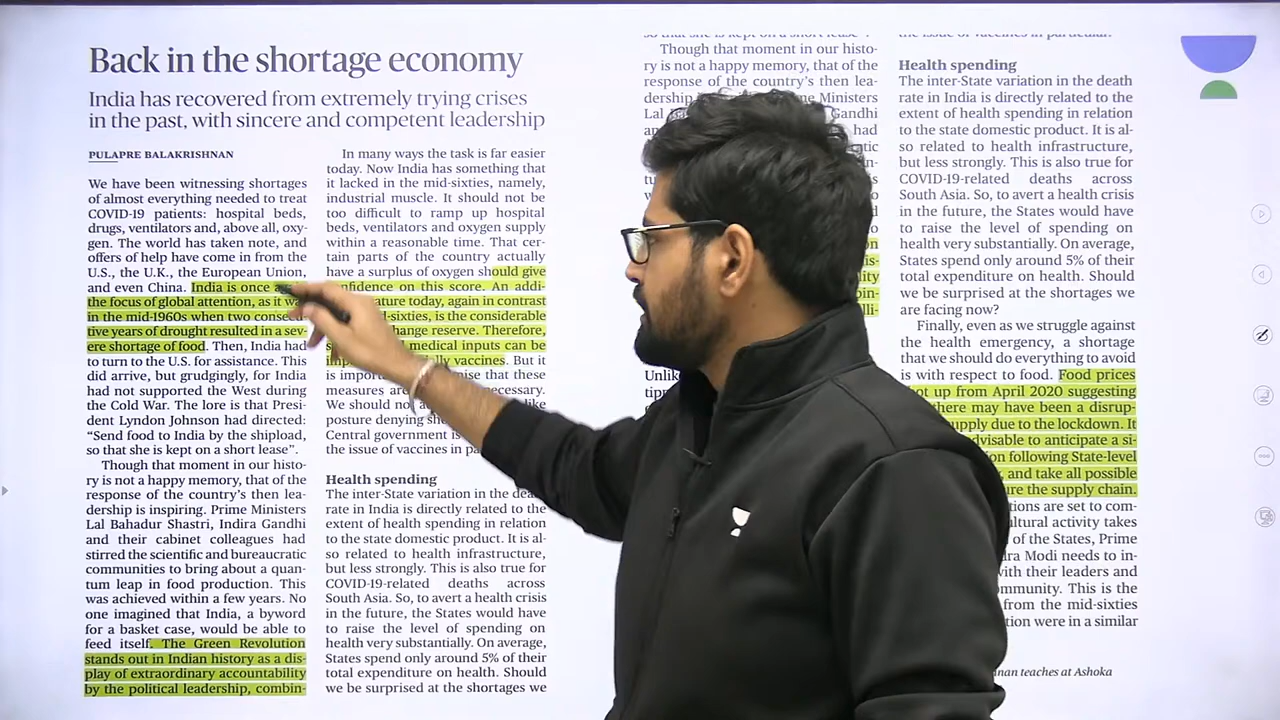 Back in the shortage economy
India has recovered from extremely trying crises
in the past, with sincere and competent leadership
PULAPRE BALAKRISHNAN
We have been witnessing shortages
of almost everything needed to treat
COVID-19 patients: hospital beds,
drugs, ventilators and, above all, oxy-
gen. The world has taken note, and
offers of help have come in from the
U.S., the U.K., the European Union,
and even China. India is once
the focus of global attention, as it
in the mid-1960s when two
tive years of drought resulted in a sev-
ere shortage of food. Then, India had
to turn to the U.S. for assistance. This
did arrive, but grudgingly, for India
had not supported the West during
the Cold War. The lore is that Presi-
dent Lyndon Johnson had directed:
“Send food to India by the shipload,
so that she is kept on a short lease”.
Though that moment in our histo-
ry is not a happy memory, that of the
response of the country’s then lea-
dership is inspiring. Prime Ministers
Lal Bahadur Shastri, Indira Gandhi
and their cabinet colleagues had
stirred the scientific and bureaucratic
communities to bring about a quan-
tum leap in food production. This
was achieved within a few years. No
one imagined that India, a byword
for a basket case, would be able to
feed itself. The Green Revolution
stands out in Indian history as a dis-
play of extraordinary accountability
by the political leadership, combin-
In many ways the task is far easier
today. Now India has something that
it lacked in the mid-sixties, namely,
industrial muscle. It should not be
too difficult to ramp up hospital
beds, ventilators and oxygen supply
within a reasonable time. That cer-
tain parts of the country actually
have a surplus of oxygen should give
confidence on this score. An addi-
ature today, again in contrast
-sixties, is the considerable
hange reserve. Therefore,
medical inputs can be
lly vaccines. But it
is nise that these
measures are ecessary.
We should not like
posture denying
Central government is
the issue of vaccines in
Health spending
The inter-State variation in the death
rate in India is directly related to the
extent of health spending in relation
to the state domestic product. It is al-
so related to health infrastructure,
but less strongly. This is also true for
COVID-19-related deaths across
South Asia. So, to avert a health crisis
in the future, the States would have
to raise the level of spending on
health very substantially. On average,
States spend only around 5% of their
total expenditure on health. Should
we be surprised at the shortages we
so that she is kept on a short lease”.
Though that moment in our histo-
ry is not a happy memory, that of the
response of the country’s then lea-
dership Ministers
Lal Gandhi
had
Unlik
the issue of vaccines in particular.
Health spending
The inter-State variation in the death
rate in India is directly related to the
extent of health spending in relation
to the state domestic product. It is al-
so related to health infrastructure,
but less strongly. This is also true for
COVID-19-related deaths across
South Asia. So, to avert a health crisis
in the future, the States would have
to raise the level of spending on
health very substantially. On average,
States spend only around 5% of their
total expenditure on health. Should
we be surprised at the shortages we
are facing now?
Finally, even as we struggle against
the health emergency, a shortage
that we should do everything to avoid
is with respect to food. Food prices
ot up from April 2020 suggesting
here may have been a disrup-
upply due to the lockdown. It
dvisable to anticipate a si-
on following State-level
, and take all possible
ure the supply chain.
tions are set to com-
ultural activity takes
of the States, Prime
ra Modi needs to in-
with their leaders and
mmunity. This is the
from the mid-sixties
tion were in a similar
nan teaches at Ashoka